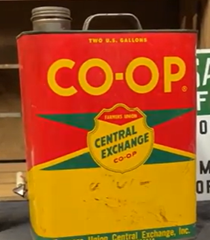 TWO U.S. GALLONS
CO-OP
FARMERS UNION
CENTRAL
EXCHANGE
CO-OP
Union Central Exchange, Inc.